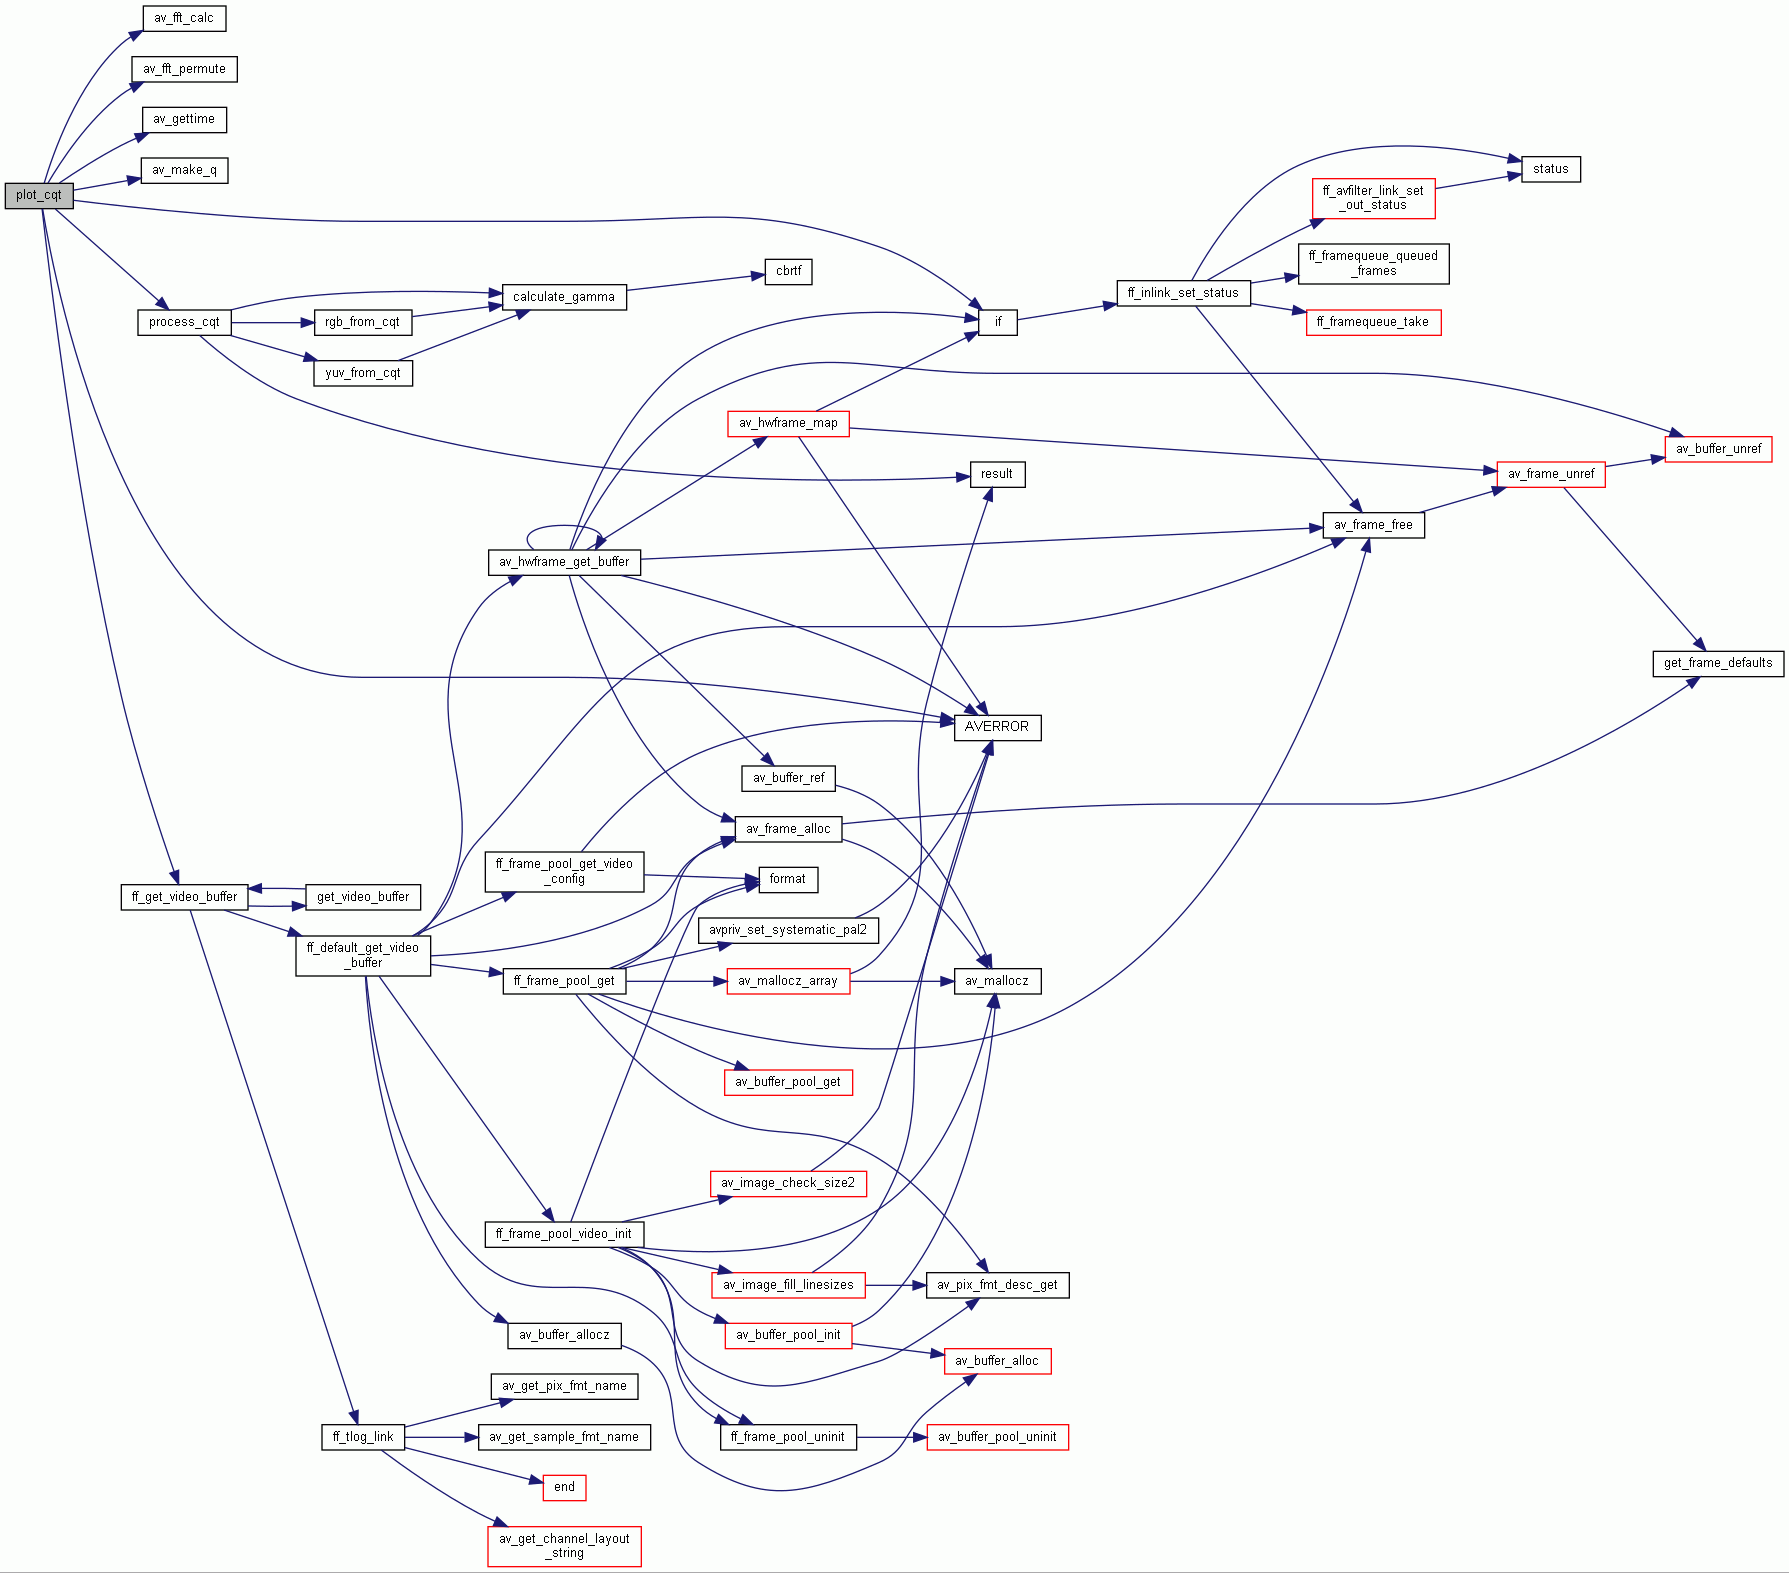 av_fft_calc
av_fft_permute
av_gettime
av_make_q
plot_cqt
status
ff_avfilter_link_set
_out_status
ff_framequeue_queued
_frames
cbrtf
ff_inlink_set_status
calculate_gamma
process_cqt
rgb_from_cqt
if
ff_framequeue_take
yuv_from_cqt
av_hwframe_map
av_buffer_unref
result
av_frame_unref
av_frame_free
av_hwframe_get_buffer
get_frame_defaults
AVERROR
av_buffer_ref
av_frame_alloc
ff_frame_pool_get_video
_config
format
ff_get_video_buffer
get_video_buffer
avpriv_set_systematic_pal2
ff_default_get_video
_buffer
ff_frame_pool_get
av_mallocz_array
av_mallocz
av_buffer_pool_get
av_image_check_size2
ff_frame_pool_video_init
av_image_fill_linesizes
av_pix_fmt_desc_get
av_buffer_allocz
av_buffer_pool_init
av_buffer_alloc
av_get_pix_fmt_name
ff_tlog_link
av_get_sample_fmt_name
ff_frame_pool_uninit
av_buffer_pool_uninit
end
av_get_channel_layout
_string